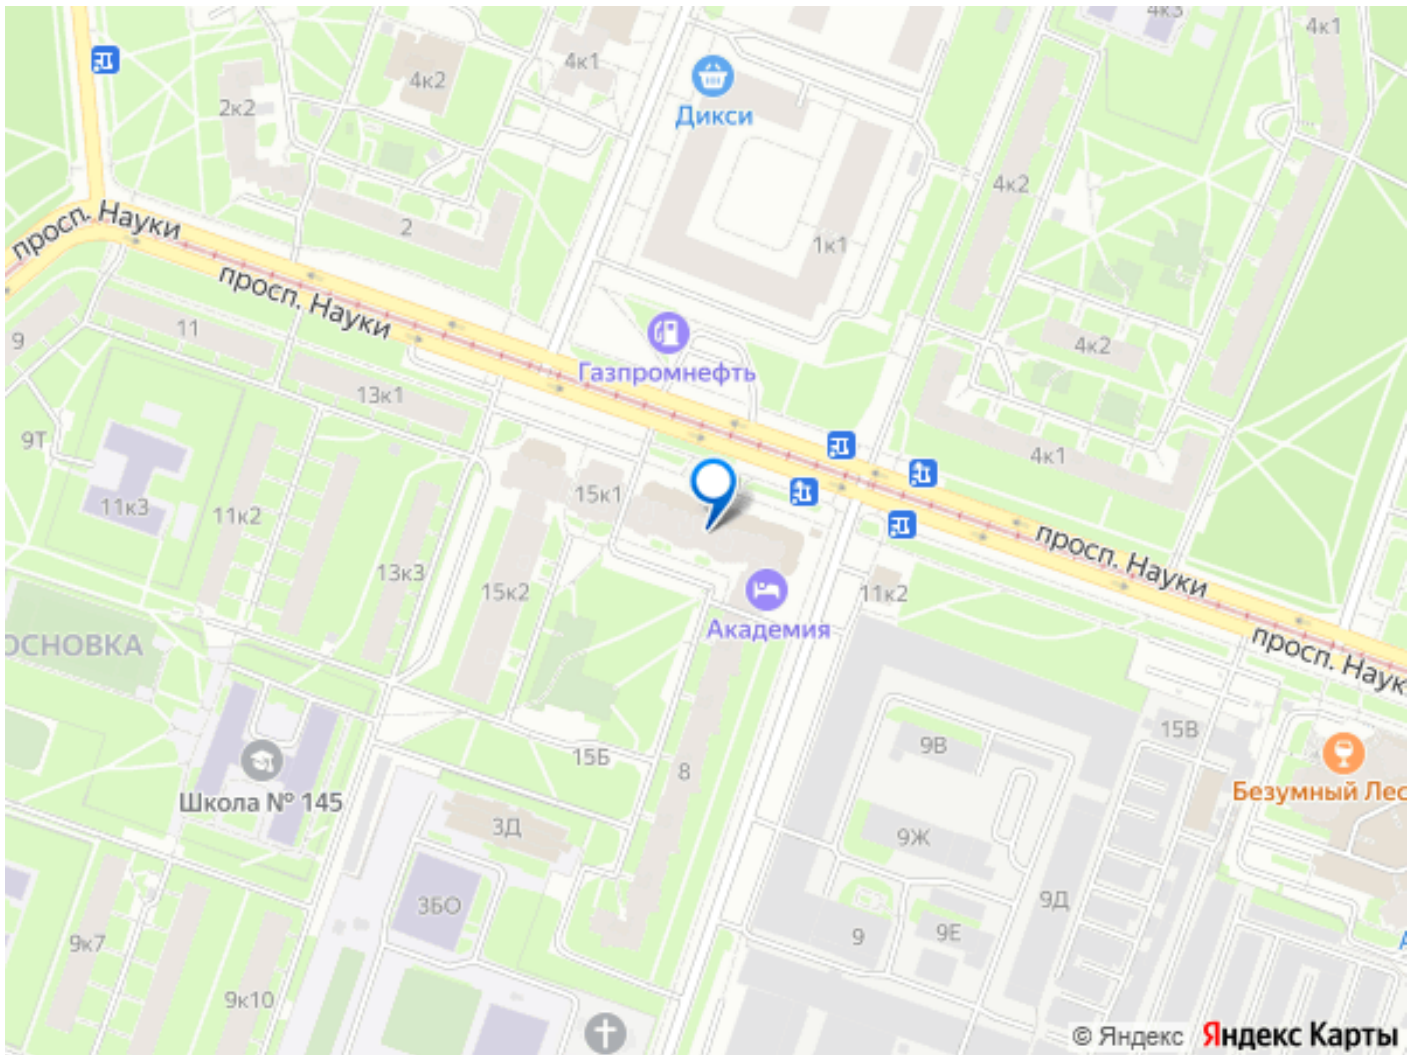 4к3
4к1
4к1
4к2
2к2
Дикси
4к2
просп. Науки
2
1к1
просп. Науки
11
9
Газпромнефть
4к2
13к1
9Т
4к1
15к1
11к3
11к2
просп. Науки
13к3
15к2
11к2
Академия
ОСНОВКА
просп. Наук
15В
9В
15Б
8
Безумный Лес
Школа № 145
3Д
9Ж
9Д
3БО
9к7
9
9Е
А
9к10
© Яндекс Яндекс Карты